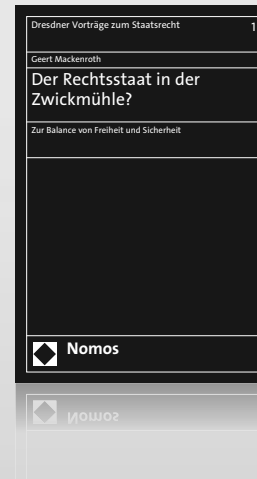 Dresdner Vorträge zum Staatsrecht 1
Geert Mackenroth
Der Rechtsstaat in der
Zwickmühle?
Zur Balance von Freiheit und Sicherheit
Nomos